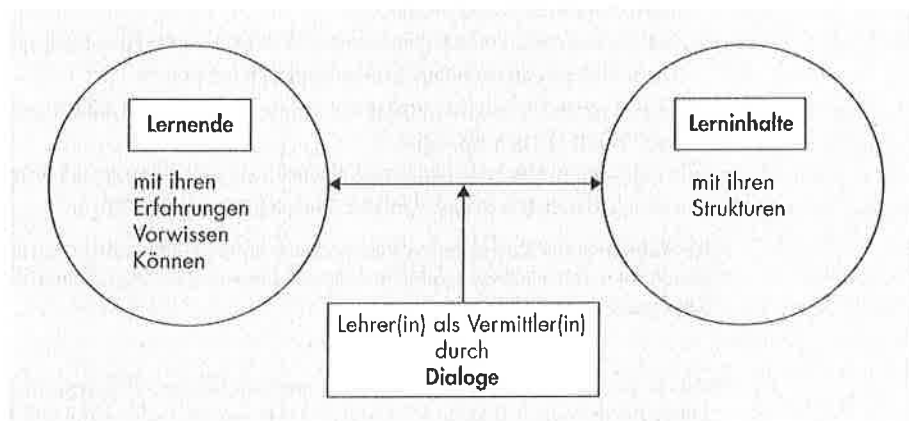 Lernende
mit ihren
Erfahrungen
Vorwissen
Können
Lerninhalte
mit ihren
Strukturen
Lehrer(in) als Vermittler(in)
durch
Dialoge